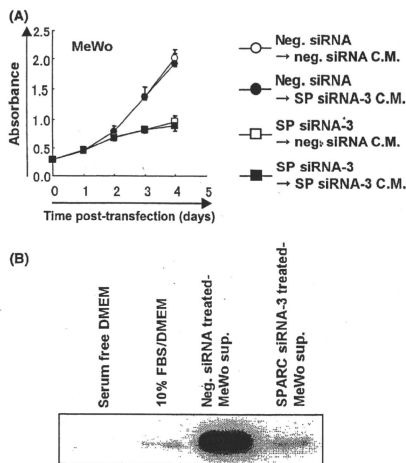 (A)
2.5
2.0
1.5
1.0
0.5
0.0
Absorbance
MeWo
0 1 2 3 4 5
Time post-transfection (days)
Neg. siRNA
→ neg. siRNA C.M.
Neg. siRNA
→ SP siRNA-3 C.M.
SP siRNA-3
→ neg. siRNA C.M.
SP siRNA-3
→ SP siRNA-3 C.M.
(B)
Serum free DMEM
10% FBS/DMEM
Neg. siRNA treated-
MeWo sup.
SPARC siRNA-3 treated-
MeWo sup.